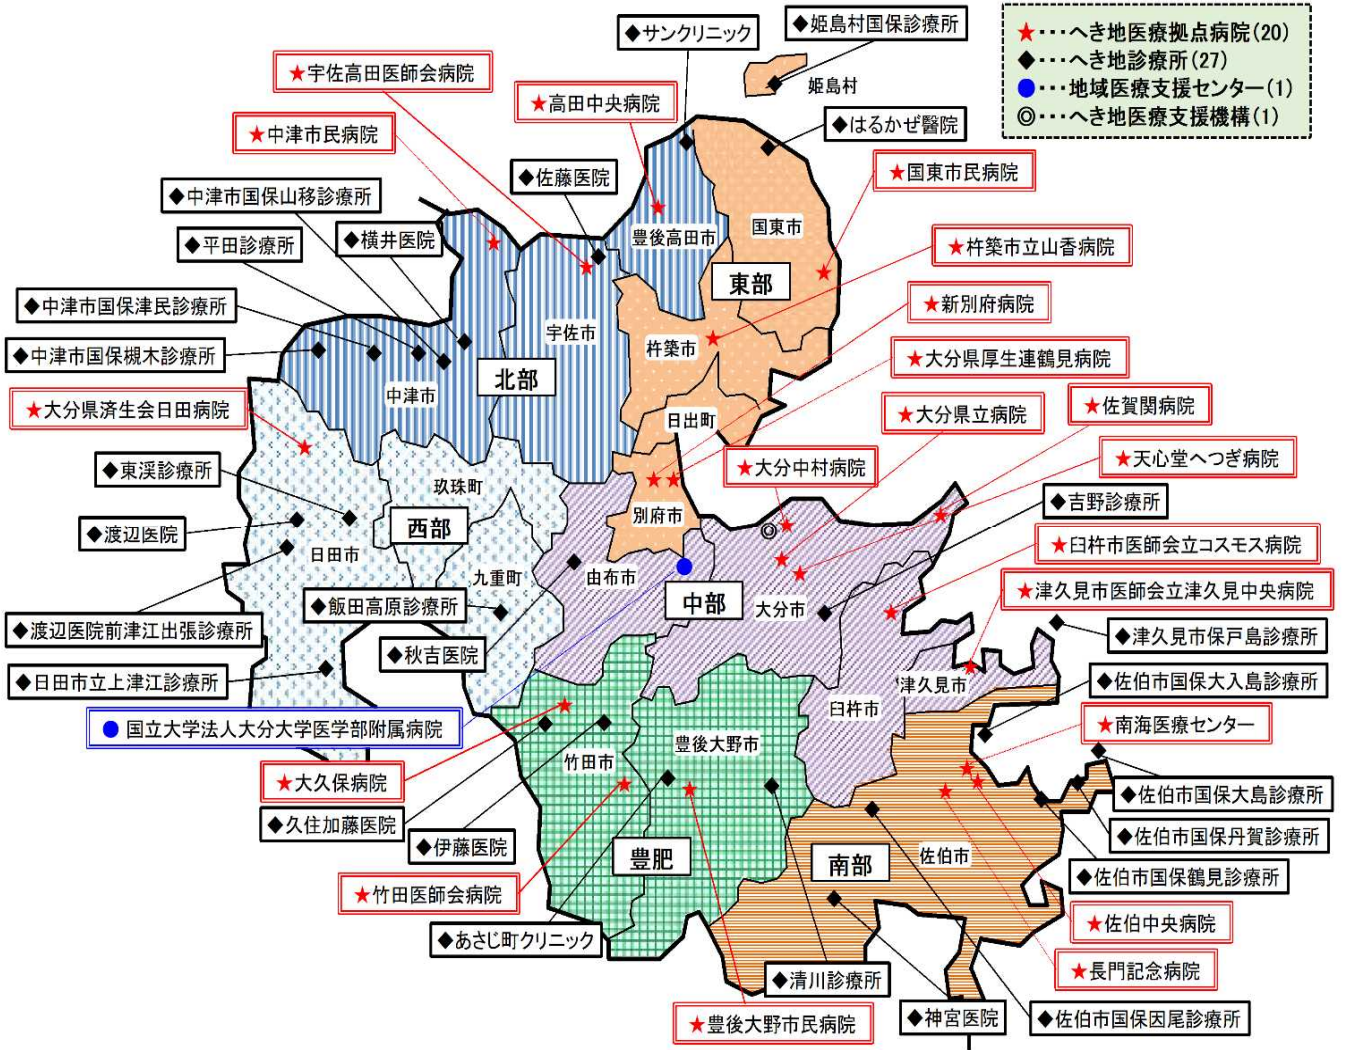 ◆サンクリニック
◆姫島村国保診療所
★・・・へき地医療拠点病院(20)
◆・・・へき地診療所(27)
●・・・地域医療支援センター(1)
◎・・・へき地医療支援機構(1)
★宇佐高田医師会病院
★高田中央病院
姫島村
★中津市民病院
◆はるかぜ醫院
◆佐藤医院
★国東市民病院
◆中津市国保山移診療所
◆横井医院
◆平田診療所
豊後高田市
国東市
★杵築市立山香病院
東部
◆中津市国保津民診療所
★新別府病院
宇佐市
杵築市
◆中津市国保槻木診療所
★大分県厚生連鶴見病院
北部
中津市
★大分県済生会日田病院
日出町
★大分県立病院
★佐賀関病院
◆東渓診療所
★大分中村病院
★天心堂へつぎ病院
玖珠町
◆吉野診療所
◆渡辺医院
西部
別府市
日田市
★臼杵市医師会立コスモス病院
九重町
由布市
中部
大分市
★津久見市医師会立津久見中央病院
◆飯田高原診療所
◆渡辺医院前津江出張診療所
◆秋吉医院
◆津久見市保戸島診療所
◆日田市立上津江診療所
津久見市
◆佐伯市国保大入島診療所
臼杵市
●国立大学法人大分大学医学部附属病院
★南海医療センター
豊後大野市
竹田市
★大久保病院
◆佐伯市国保大島診療所
◆久住加藤医院
◆伊藤医院
◆佐伯市国保丹賀診療所
豊肥
南部
佐伯市
◆佐伯市国保鶴見診療所
★竹田医師会病院
★佐伯中央病院
◆あさじ町クリニック
★長門記念病院
◆清川診療所
★豊後大野市民病院
◆神宮医院
◆佐伯市国保因尾診療所